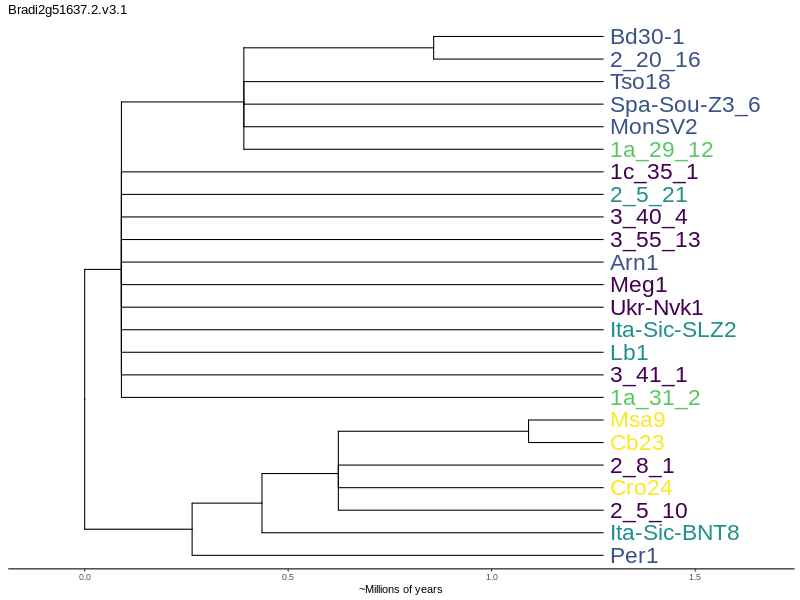 Bradi2g51637.2.v3.1
Bd30-1
2_20_16
Tso18
Spa-Sou-Z3_6
MonSV2
1a_29_12
1c_35_1
2_5_21
3_40_4
3_55_13
Arn1
Meg1
Ukr-Nvk1
Ita-Sic-SLZ2
Lb1
3_41_1
1a_31_2
Msa9
Cb23
2_8_1
Cro24
2_5_10
Ita-Sic-BNT8
Per1
0.0 0.5 1.0 1.5
~Millions of years